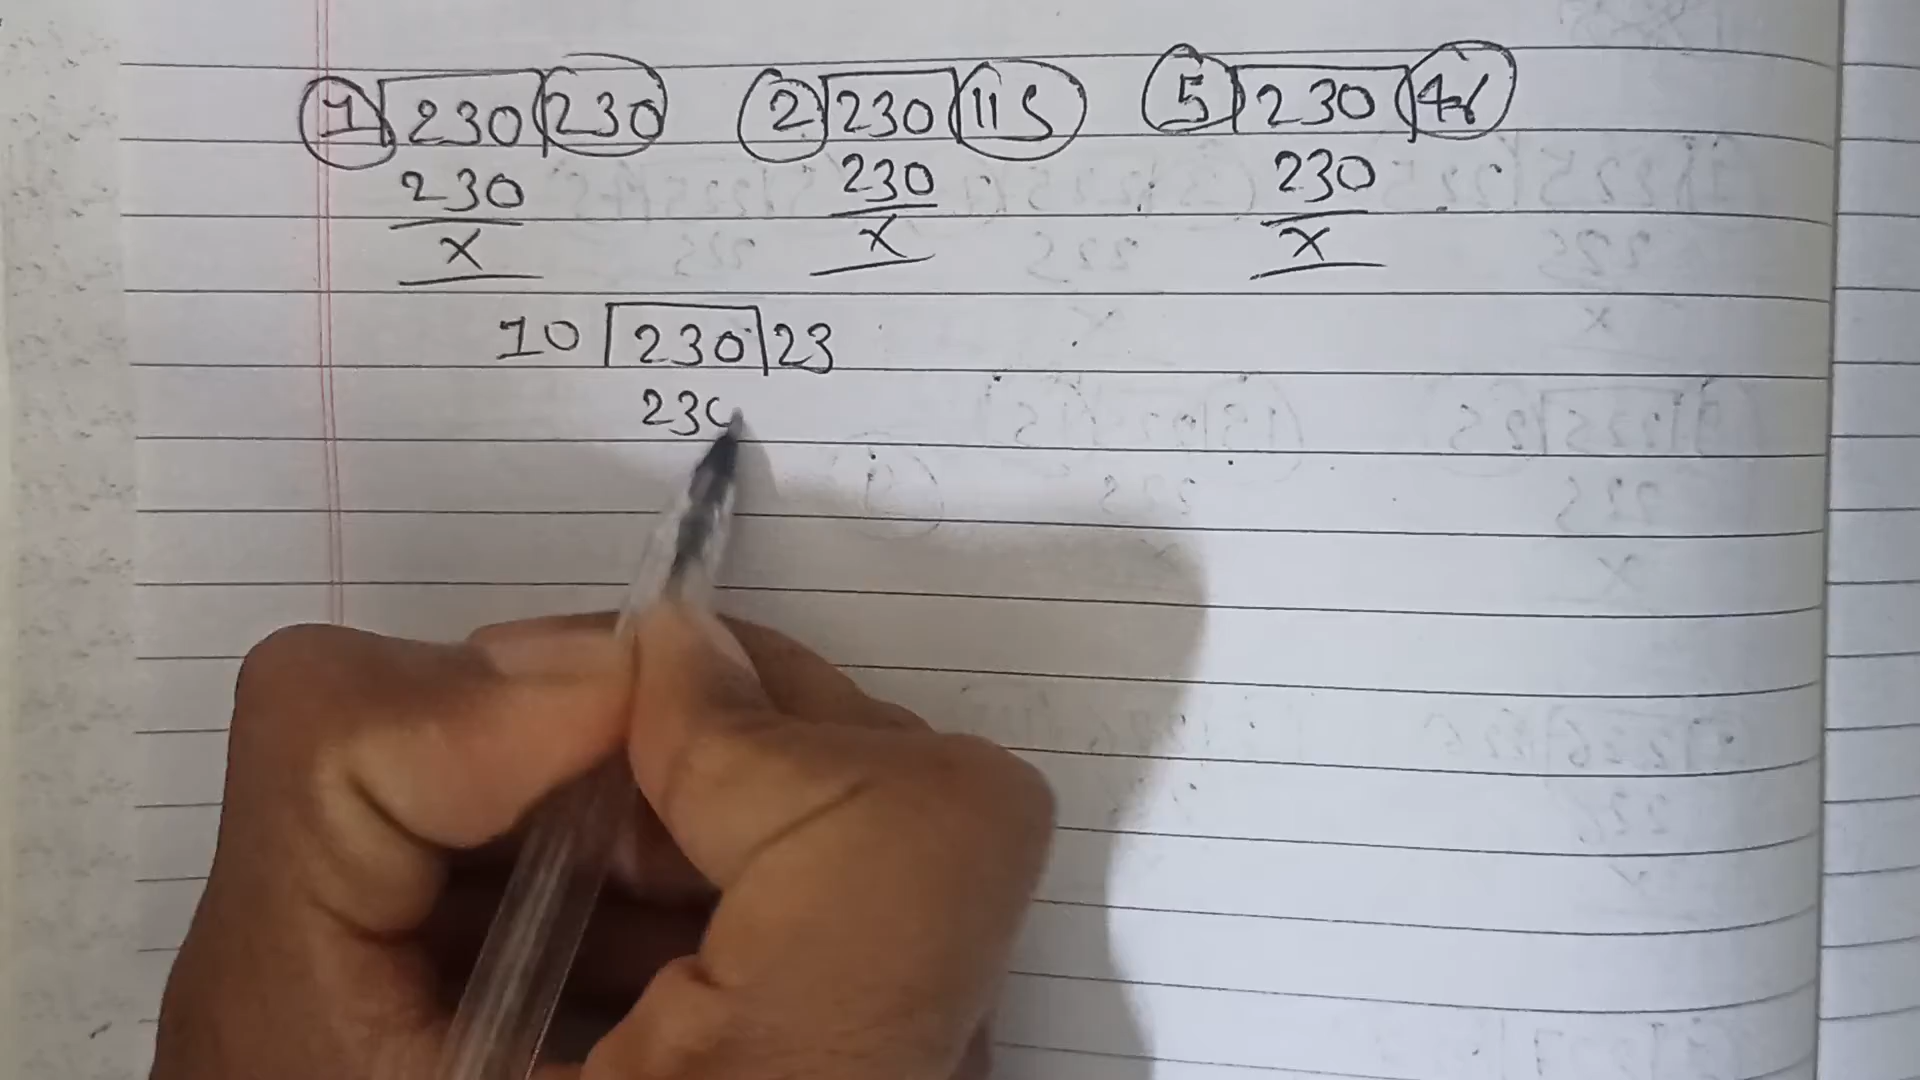 1 230 230 2 230 115 5 230 46
230 230 230
x x x
10 230 23
230